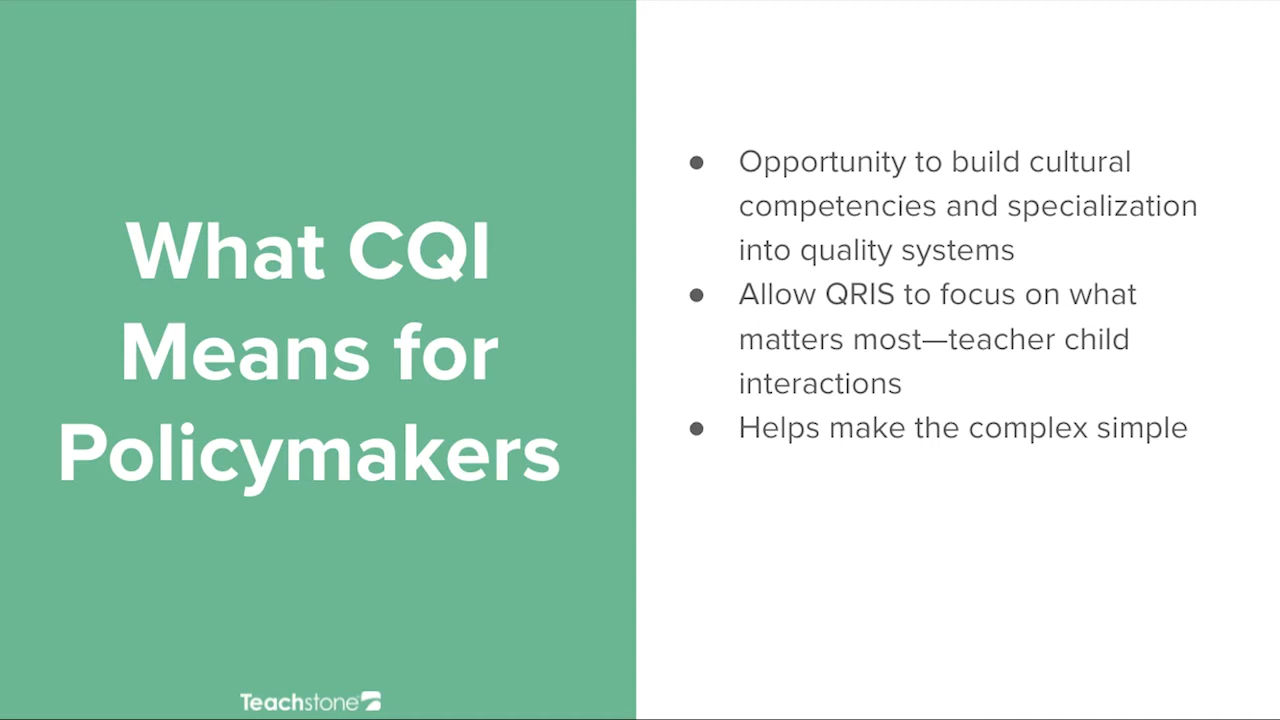 What CQI
Means for
Policymakers
● Opportunity to build cultural
competencies and specialization
into quality systems
● Allow QRIS to focus on what
matters most—teacher child
interactions
● Helps make the complex simple
Teachstone